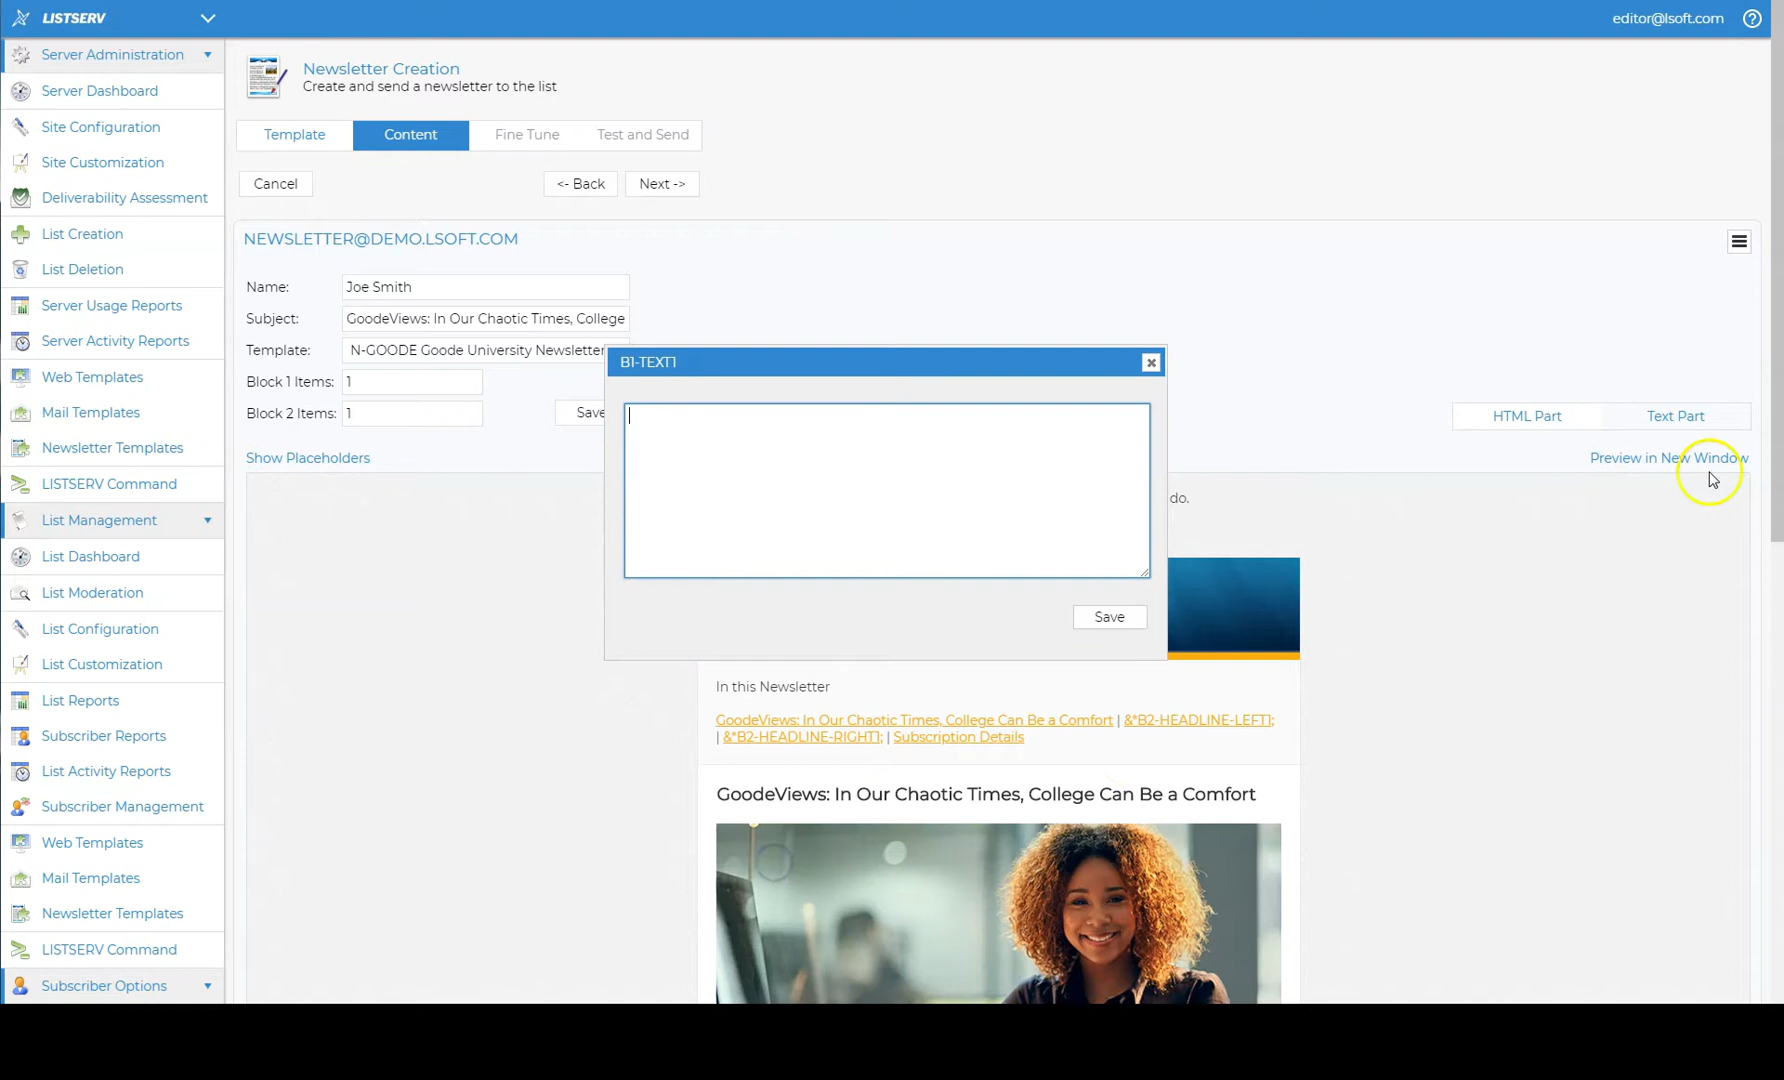 LISTSERV
editor@lsoft.com
Server Administration
Server Dashboard
Site Configuration
Site Customization
Deliverability Assessment
List Creation
List Deletion
Server Usage Reports
Server Activity Reports
Web Templates
Mail Templates
Newsletter Templates
LISTSERV Command
List Management
List Dashboard
List Moderation
List Configuration
List Customization
List Reports
Subscriber Reports
List Activity Reports
Subscriber Management
Web Templates
Mail Templates
Newsletter Templates
LISTSERV Command
Subscriber Options
Newsletter Creation
Create and send a newsletter to the list
Template Content Fine Tune Test and Send
Cancel <- Back Next ->
NEWSLETTER@DEMO.LSOFT.COM
Name: Joe Smith
Subject: GoodeViews: In Our Chaotic Times, College
Template: N-GOODE Goode University Newsletter
Block 1 Items: 1
Block 2 Items: 1 Save
HTML Part Text Part
Show Placeholders Preview in New Window
B1-TEXT1
Save
do.
In this Newsletter
GoodeViews: In Our Chaotic Times, College Can Be a Comfort | &*B2-HEADLINE-LEFT1;
| &*B2-HEADLINE-RIGHT1; | Subscription Details
GoodeViews: In Our Chaotic Times, College Can Be a Comfort